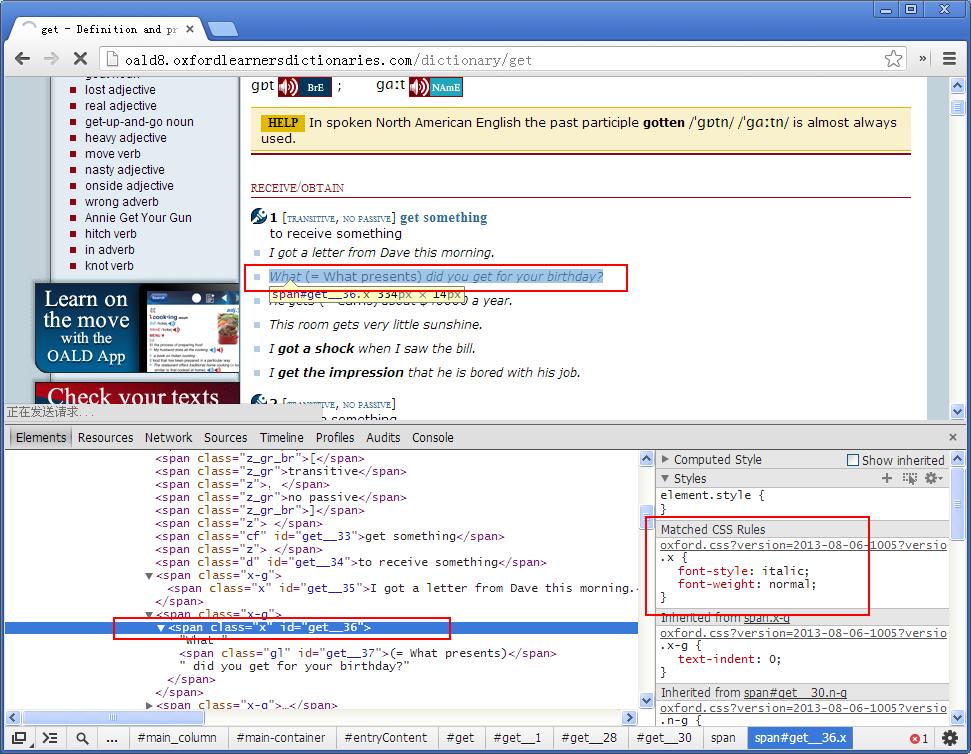 get - Definition and pr
oald8.oxfordlearnersdictionaries.com/dictionary/get
lost adjective
real adjective
get-up-and-go noun
heavy adjective
move verb
nasty adjective
onside adjective
wrong adverb
Annie Get Your Gun
hitch verb
in adverb
knot verb
Learn on
the move
with the
OALD App
Check your texts
正在发送请求...
ɡɒt BrE ; ɡɑːt NAmE
HELP In spoken North American English the past participle gotten /ˈɡɒtn/ /ˈɡɑːtn/ is almost always
used.
RECEIVE/OBTAIN
1 [TRANSITIVE, NO PASSIVE] get something
to receive something
I got a letter from Dave this morning.
What (= What presents) did you get for your birthday?
span#get__36.x 334px × 14px
a year.
This room gets very little sunshine.
I got a shock when I saw the bill.
I get the impression that he is bored with his job.
2 [TRANSITIVE, NO PASSIVE]
Elements Resources Network Sources Timeline Profiles Audits Console
<span class="z_gr_br">[</span>
<span class="z_gr">transitive</span>
<span class="z">, </span>
<span class="z_gr">no passive</span>
<span class="z_gr_br">]</span>
<span class="z"> </span>
<span class="cf" id="get__33">get something</span>
<span class="z"> </span>
<span class="d" id="get__34">to receive something</span>
<span class="x-g">
<span class="x" id="get__35">I got a letter from Dave this morning.
</span>
<span class="x-g">
<span class="x" id="get__36">
"What "
<span class="gl" id="get__37">(= What presents)</span>
" did you get for your birthday?"
</span>
</span>
<span class="x-g">…</span>
Computed Style Show inherited
Styles
element.style {
}
Matched CSS Rules
oxford.css?version=2013-08-06-1005?versio
.x {
font-style: italic;
font-weight: normal;
}
Inherited from span.x-g
oxford.css?version=2013-08-06-1005?versio
.x-g {
text-indent: 0;
}
Inherited from span#get__30.n-g
oxford.css?version=2013-08-06-1005?versio
.n-g {
... #main_column #main-container #entryContent #get #get__1 #get__28 #get__30 span span#get__36.x 1